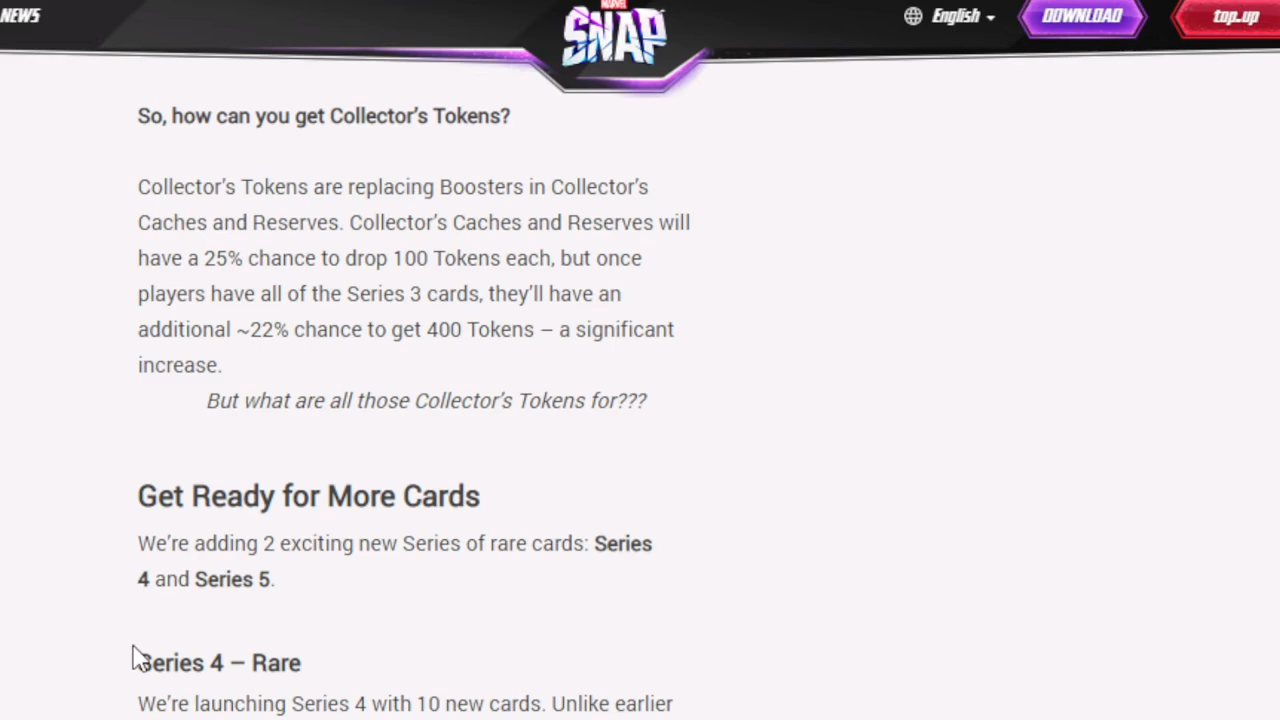 NEWS
MARVEL
SNAP
English
DOWNLOAD
top.up
So, how can you get Collector's Tokens?
Collector's Tokens are replacing Boosters in Collector's
Caches and Reserves. Collector's Caches and Reserves will
have a 25% chance to drop 100 Tokens each, but once
players have all of the Series 3 cards, they'll have an
additional ~22% chance to get 400 Tokens – a significant
increase.
But what are all those Collector's Tokens for???
Get Ready for More Cards
We're adding 2 exciting new Series of rare cards: Series
4 and Series 5.
Series 4 – Rare
We're launching Series 4 with 10 new cards. Unlike earlier